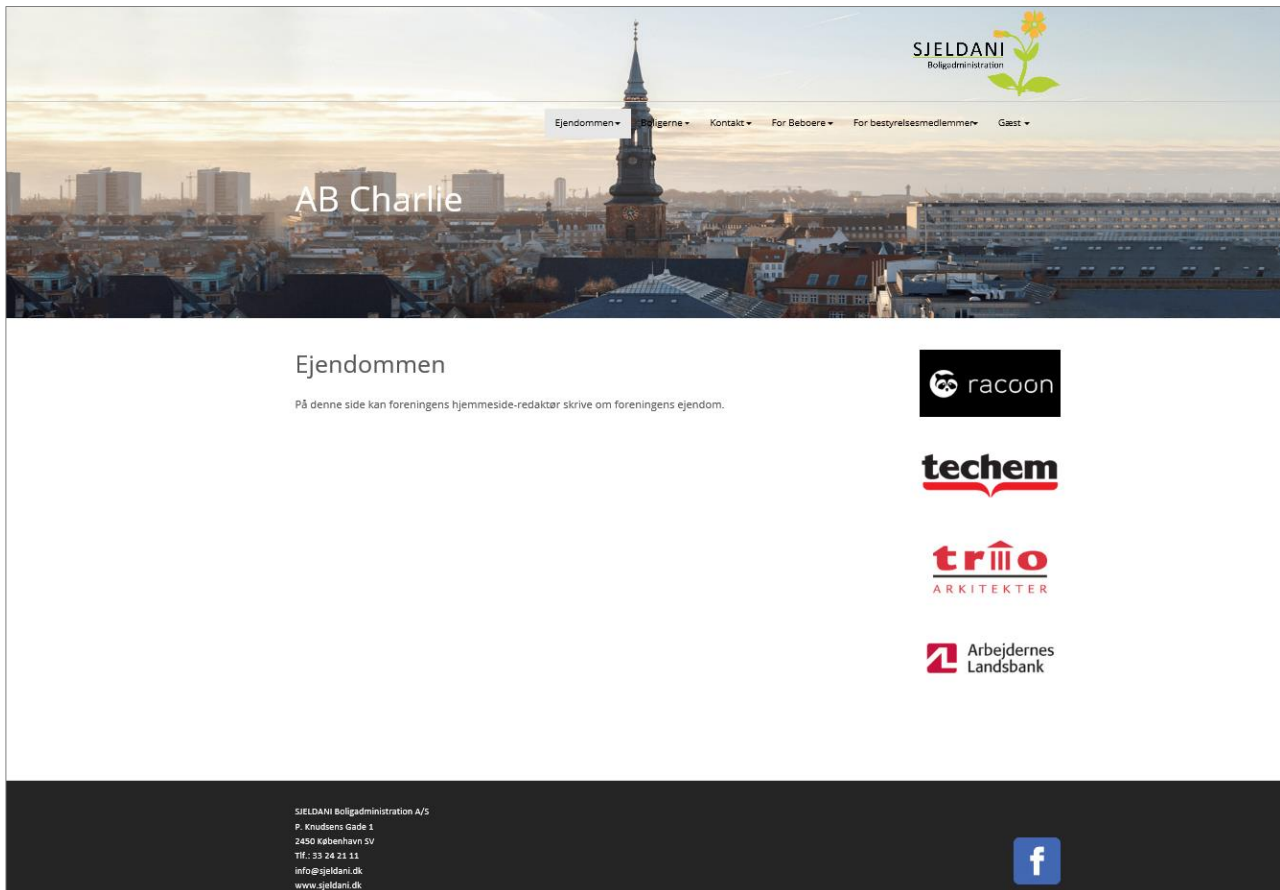 SJELDANI
Boligadministration
Ejendommen
Boligerne
Kontakt
For Beboere
For bestyrelsesmedlemmer
Gæst
AB Charlie
Ejendommen
På denne side kan foreningens hjemmeside-redaktør skrive om foreningens ejendom.
racoon
techem
trio
ARKITEKTER
Arbejdernes
Landsbank
SJELDANI Boligadministration A/S
P. Knudsens Gade 1
2450 København SV
Tlf.: 33 24 21 11
info@sjeldani.dk
www.sjeldani.dk
f